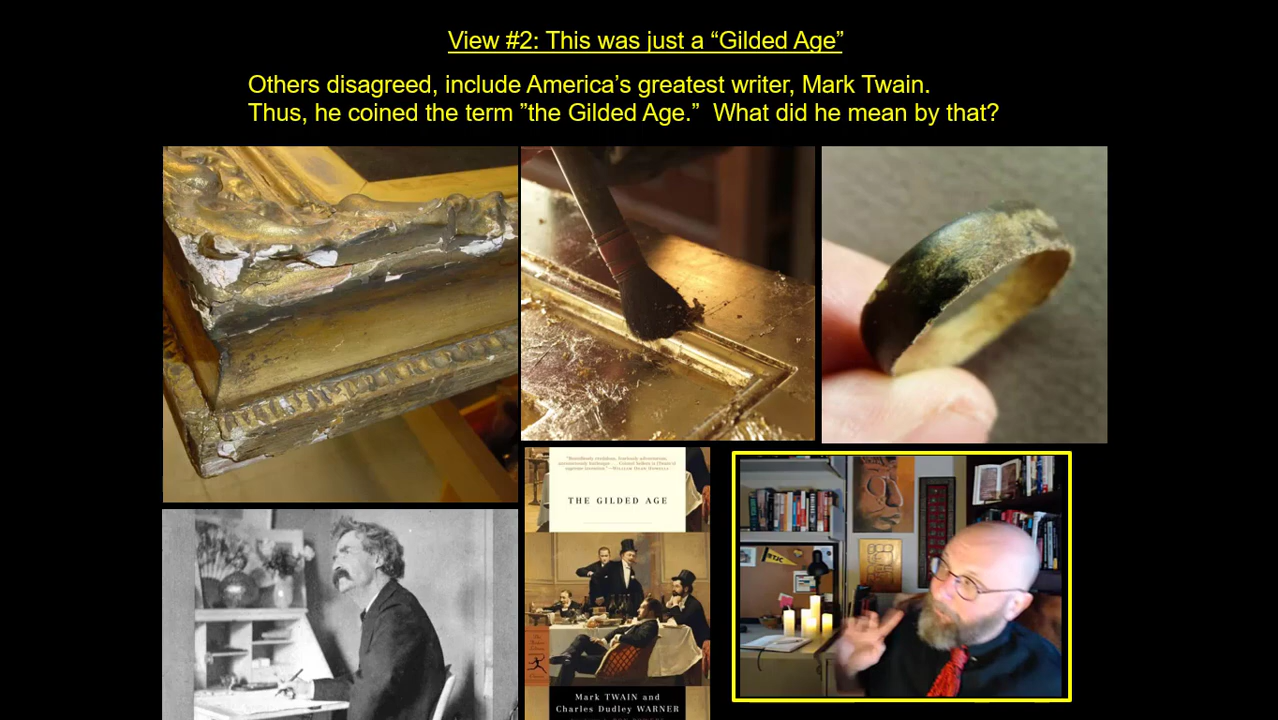 View #2: This was just a “Gilded Age”
Others disagreed, include America’s greatest writer, Mark Twain.
Thus, he coined the term ”the Gilded Age.”  What did he mean by that?
THE GILDED AGE
Mark TWAIN and
Charles Dudley WARNER